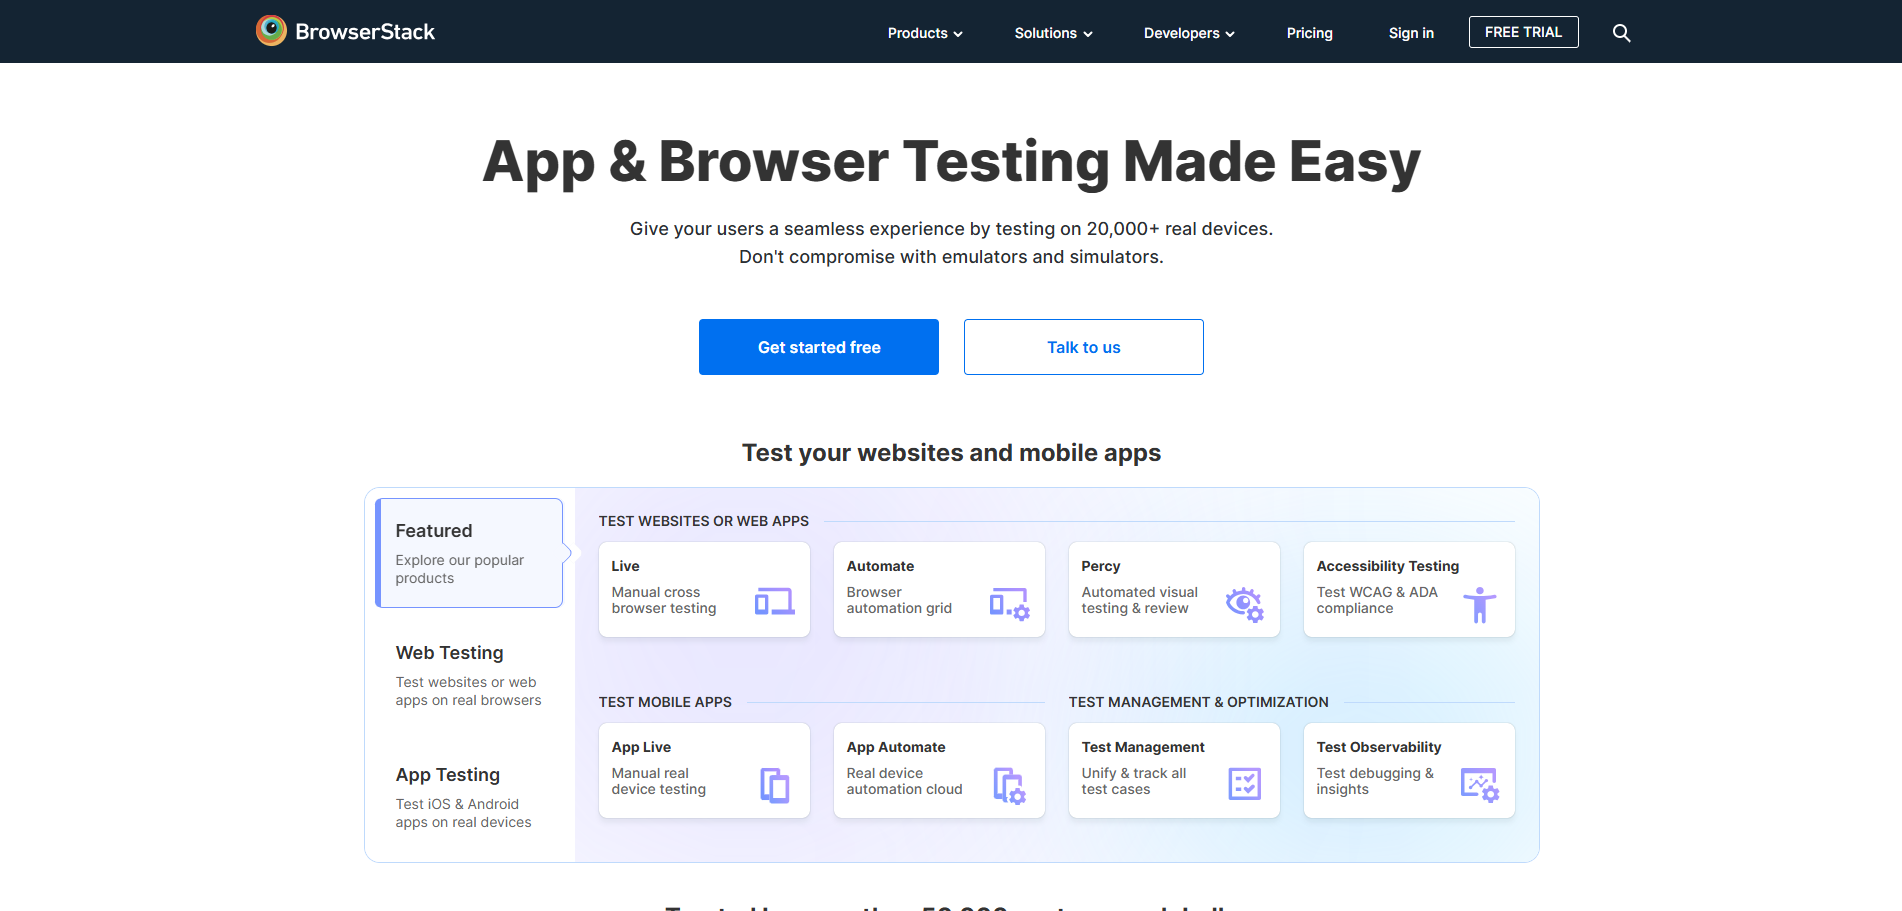 BrowserStack
Products
Solutions
Developers
Pricing
Sign in
FREE TRIAL
App & Browser Testing Made Easy
Give your users a seamless experience by testing on 20,000+ real devices.
Don't compromise with emulators and simulators.
Get started free
Talk to us
Test your websites and mobile apps
Featured
Explore our popular
products
Web Testing
Test websites or web
apps on real browsers
App Testing
Test iOS & Android
apps on real devices
TEST WEBSITES OR WEB APPS
Live
Manual cross
browser testing
Automate
Browser
automation grid
Percy
Automated visual
testing & review
Accessibility Testing
Test WCAG & ADA
compliance
TEST MOBILE APPS
App Live
Manual real
device testing
App Automate
Real device
automation cloud
TEST MANAGEMENT & OPTIMIZATION
Test Management
Unify & track all
test cases
Test Observability
Test debugging &
insights